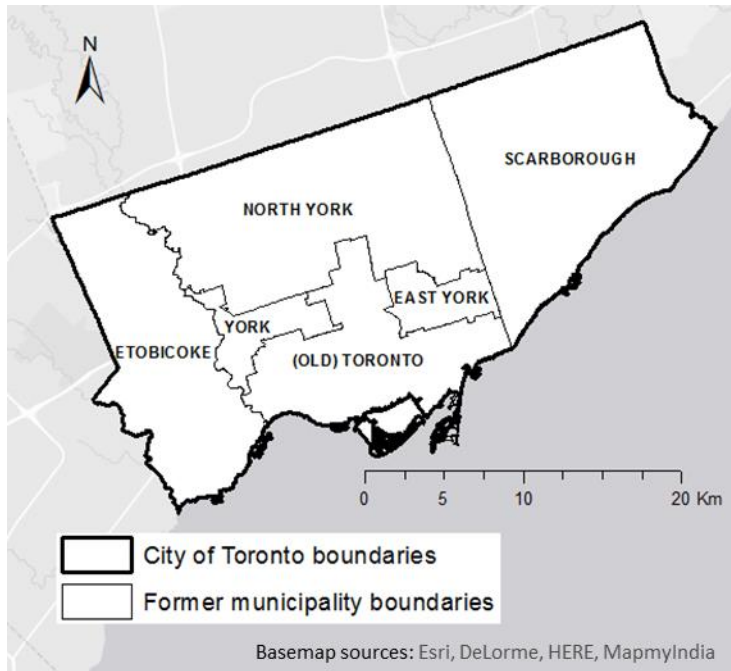 N
SCARBOROUGH
NORTH YORK
EAST YORK
YORK
ETOBICOKE
(OLD) TORONTO
0 5 10 20 Km
City of Toronto boundaries
Former municipality boundaries
Basemap sources: Esri, DeLorme, HERE, MapmyIndia